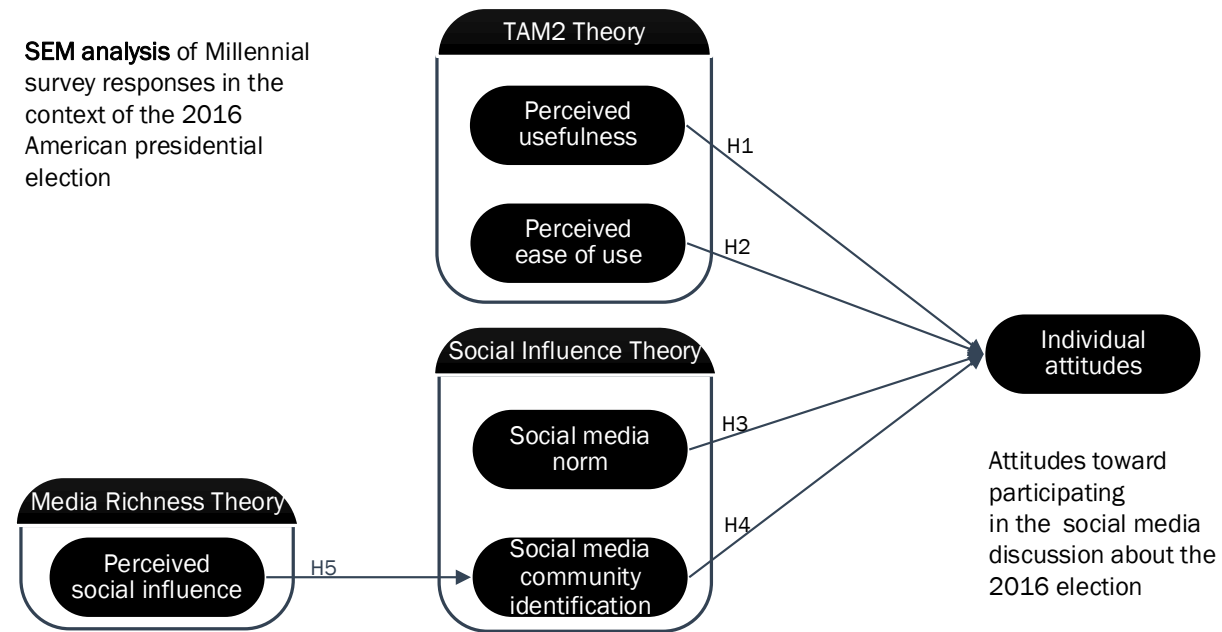 SEM analysis of Millennial
survey responses in the
context of the 2016
American presidential
election
TAM2 Theory
Perceived
usefulness
H1
Perceived
ease of use
H2
Social Influence Theory
Social media
norm
H3
Social media
community
identification
H4
Media Richness Theory
Perceived
social influence
H5
Individual
attitudes
Attitudes toward
participating
in the social media
discussion about the
2016 election